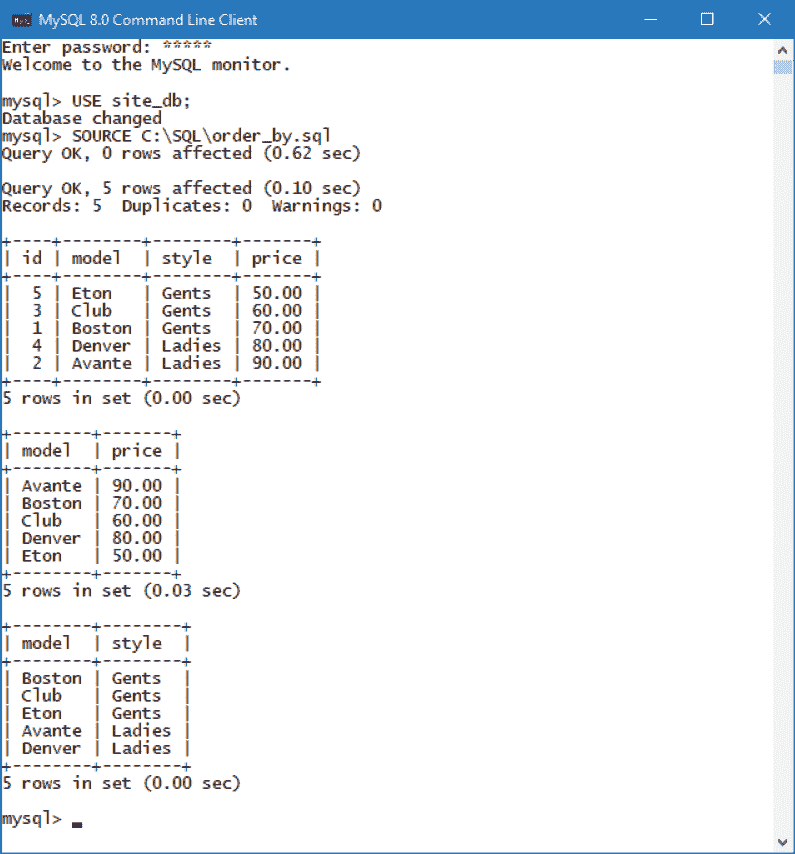 MySQL 8.0 Command Line Client
Enter password: *****
Welcome to the MySQL monitor.
mysql> USE site_db;
Database changed
mysql> SOURCE C:\SQL\order_by.sql
Query OK, 0 rows affected (0.62 sec)
Query OK, 5 rows affected (0.10 sec)
Records: 5  Duplicates: 0  Warnings: 0
+----+--------+--------+-------+
| id | model  | style  | price |
+----+--------+--------+-------+
|  5 | Eton   | Gents  | 50.00 |
|  3 | Club   | Gents  | 60.00 |
|  1 | Boston | Gents  | 70.00 |
|  4 | Denver | Ladies | 80.00 |
|  2 | Avante | Ladies | 90.00 |
+----+--------+--------+-------+
5 rows in set (0.00 sec)
+--------+-------+
| model  | price |
+--------+-------+
| Avante | 90.00 |
| Boston | 70.00 |
| Club   | 60.00 |
| Denver | 80.00 |
| Eton   | 50.00 |
+--------+-------+
5 rows in set (0.03 sec)
+--------+--------+
| model  | style  |
+--------+--------+
| Boston | Gents  |
| Club   | Gents  |
| Eton   | Gents  |
| Avante | Ladies |
| Denver | Ladies |
+--------+--------+
5 rows in set (0.00 sec)
mysql> _